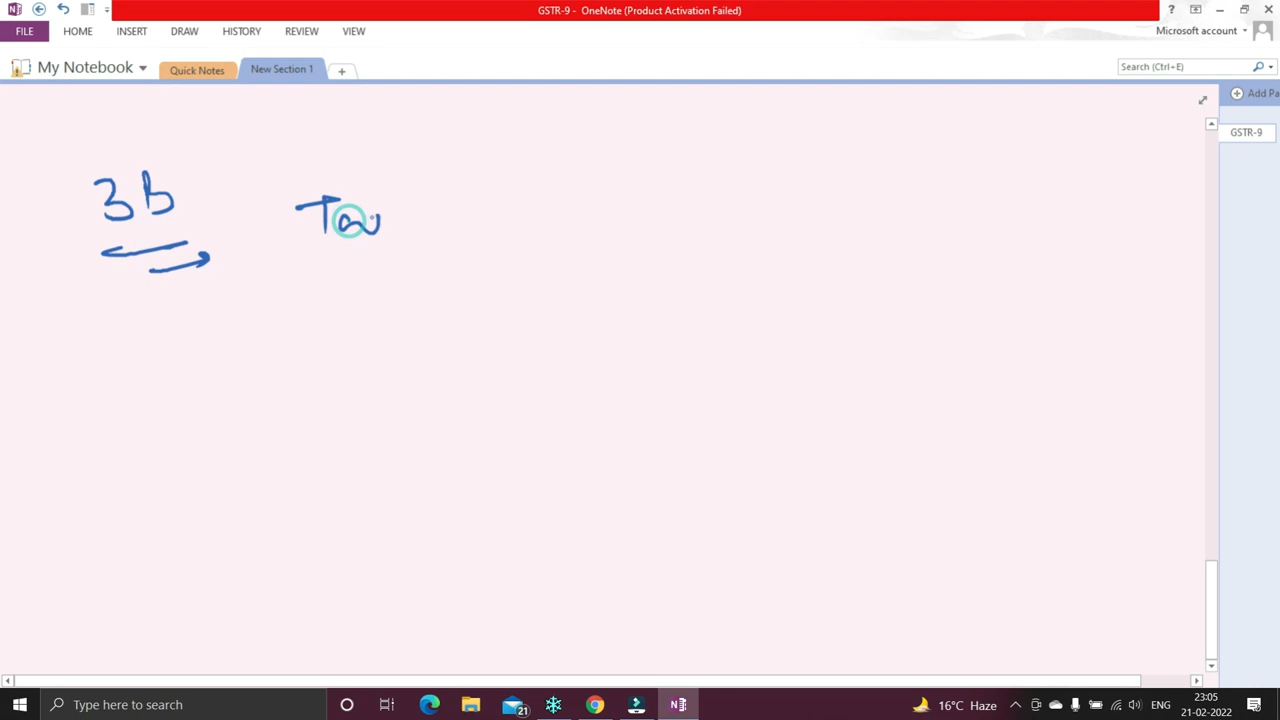 GSTR-9 - OneNote (Product Activation Failed)
FILE HOME INSERT DRAW HISTORY REVIEW VIEW
Microsoft account
My Notebook Quick Notes New Section 1
Search (Ctrl+E)
Add Pa
GSTR-9
3b
Type here to search
21
16°C Haze
ENG
23:05
21-02-2022